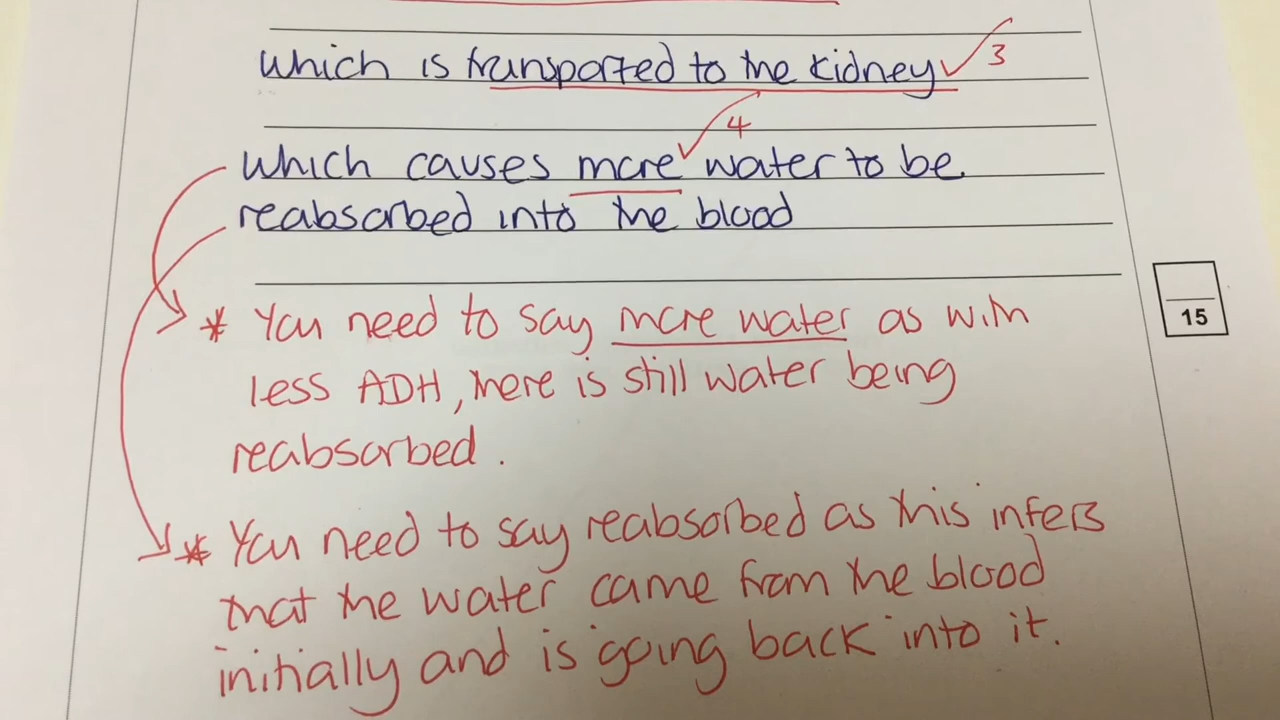 which is transported to the kidney ✓ 3
4
which causes more ✓ water to be
reabsorbed into the blood
* You need to say more water as with
less ADH, there is still water being
reabsorbed.
15
* You need to say reabsorbed as this infers
that the water came from the blood
initially and is going back into it.